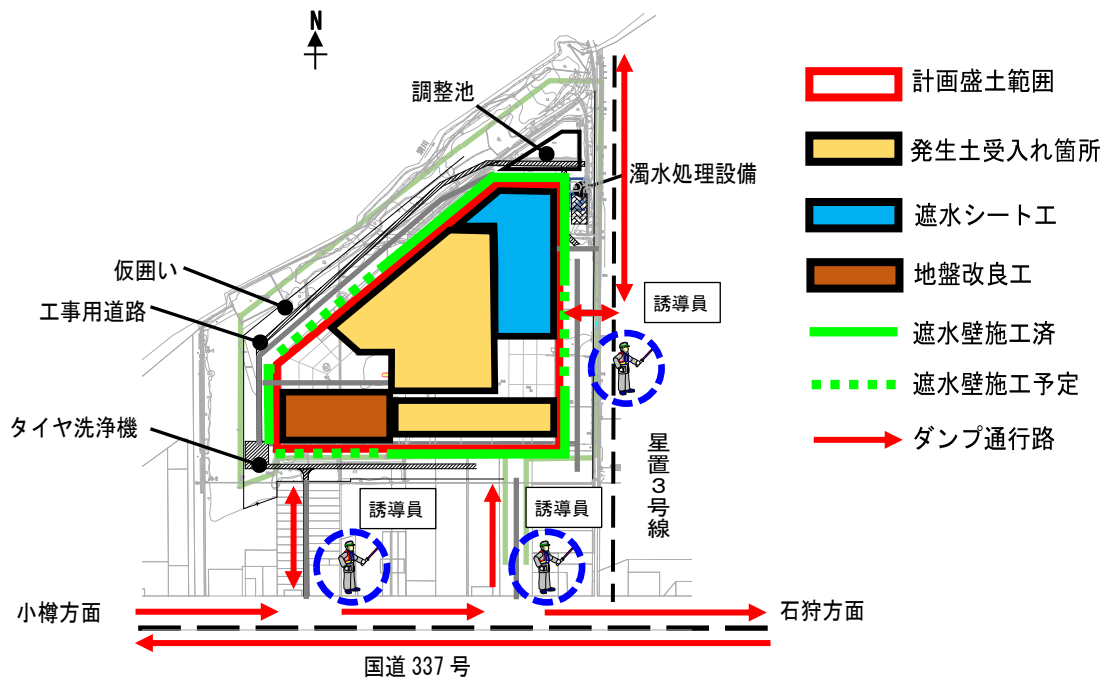 N
調整池
濁水処理設備
仮囲い
工事用道路
タイヤ洗浄機
誘導員
星置3号線
誘導員
誘導員
小樽方面
石狩方面
国道 337 号
計画盛土範囲
発生土受入れ箇所
遮水シート工
地盤改良工
遮水壁施工済
遮水壁施工予定
ダンプ通行路